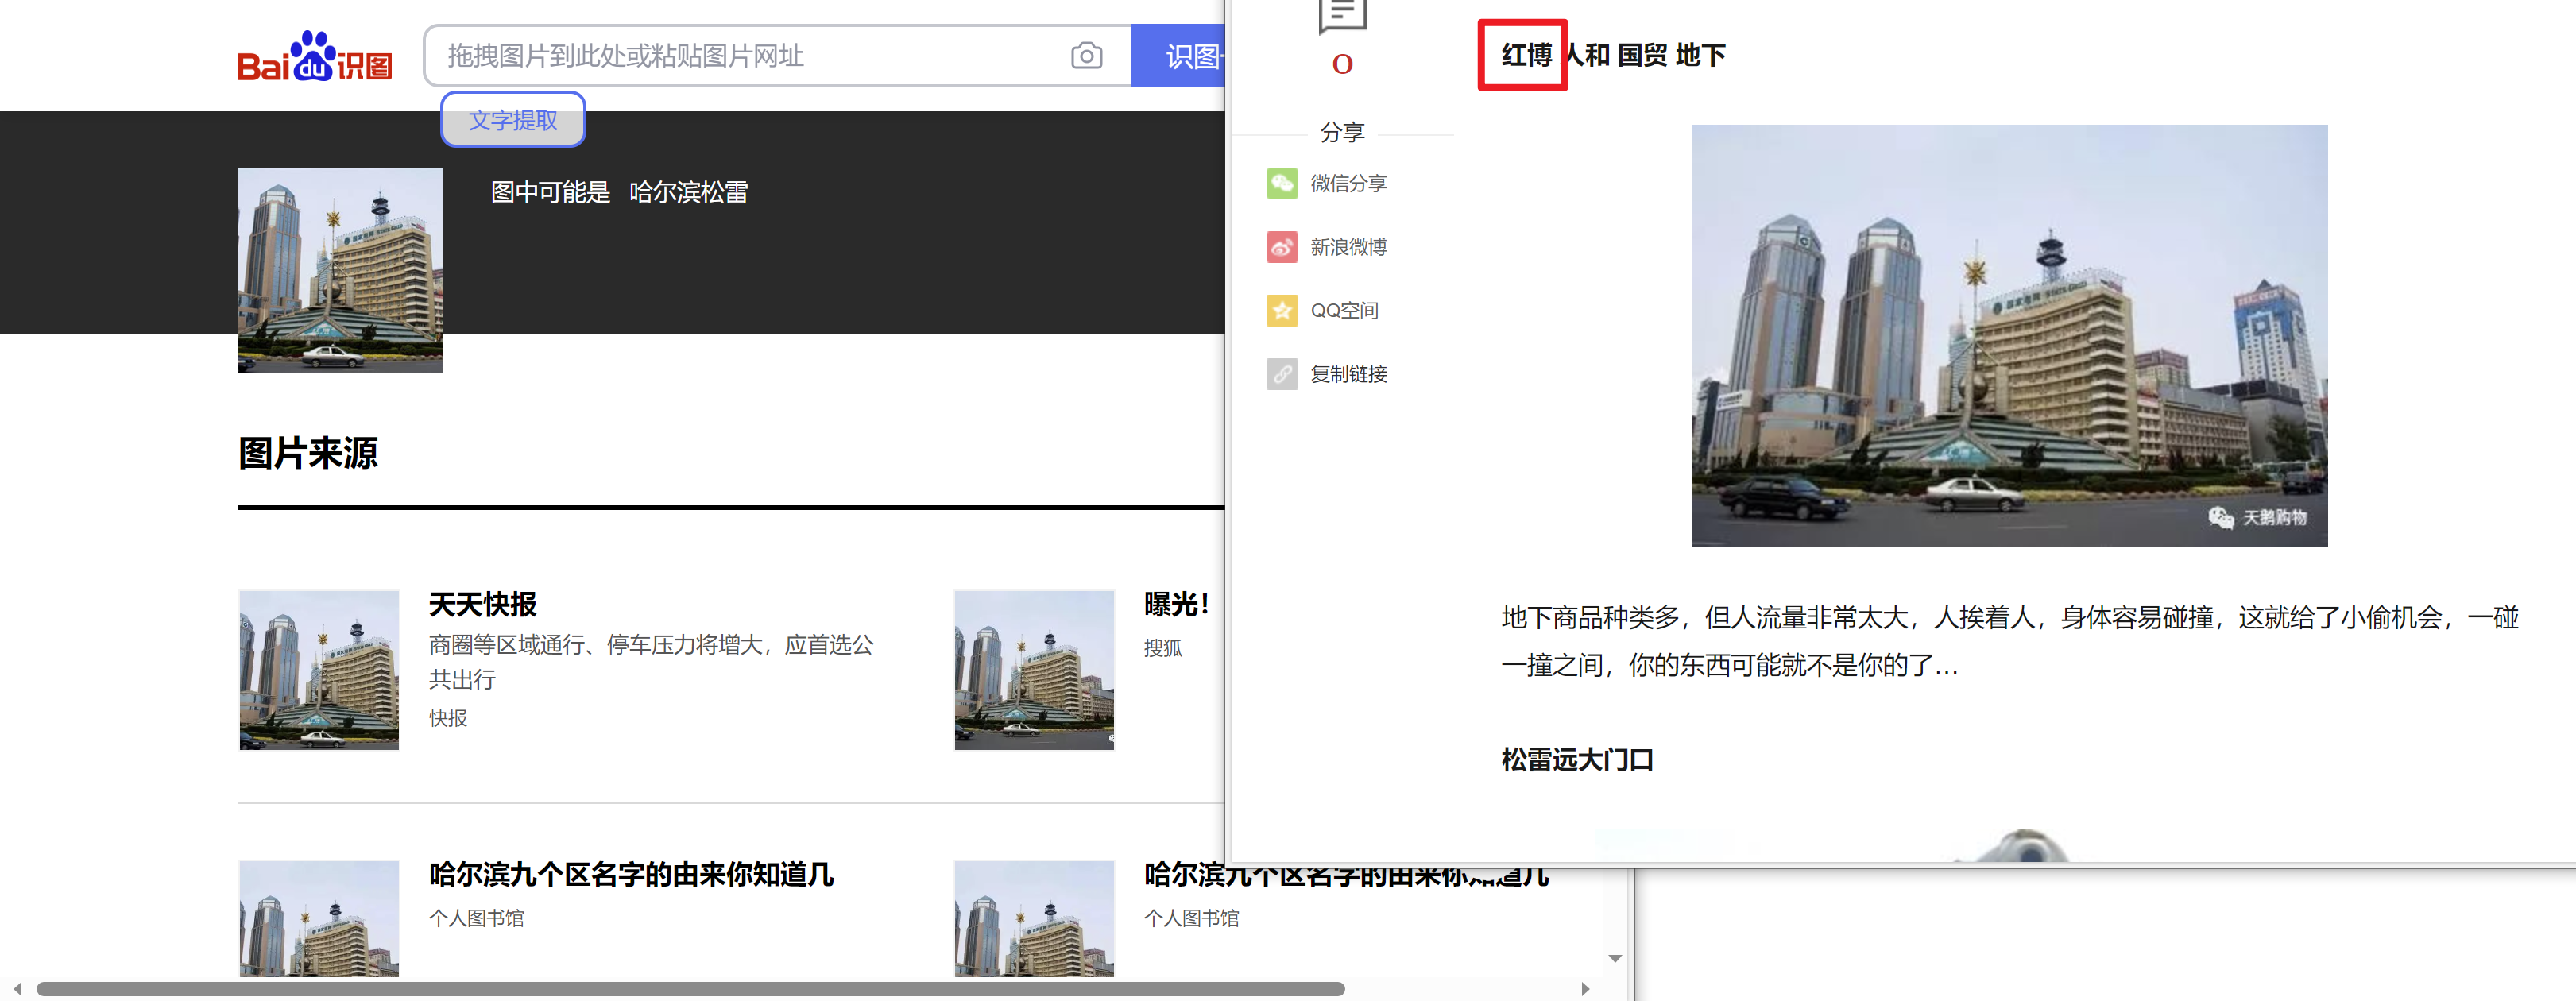 Bai du 识图
拖拽图片到此处或粘贴图片网址
识图一
文字提取
图中可能是 哈尔滨松雷
图片来源
天天快报
商圈等区域通行、停车压力将增大，应首选公
共出行
快报
曝光！
搜狐
哈尔滨九个区名字的由来你知道几
个人图书馆
哈尔滨九个区名字的由来你知道几
个人图书馆
0
分享
微信分享
新浪微博
QQ空间
复制链接
红博 人和 国贸 地下
国家电网 STATE GRID
天鹅购物
地下商品种类多，但人流量非常太大，人挨着人，身体容易碰撞，这就给了小偷机会，一碰
一撞之间，你的东西可能就不是你的了…
松雷远大门口